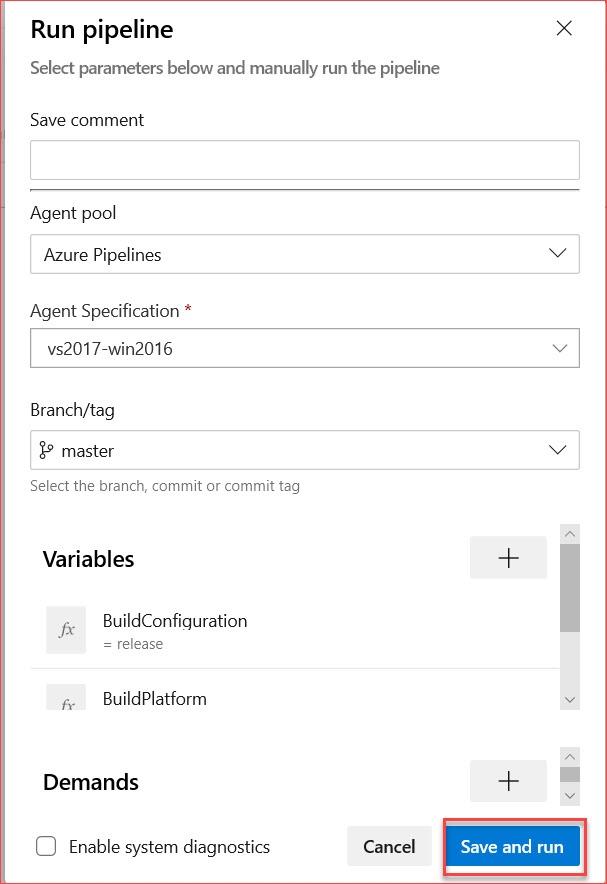 Run pipeline
Select parameters below and manually run the pipeline
Save comment
Agent pool
Azure Pipelines
Agent Specification *
vs2017-win2016
Branch/tag
master
Select the branch, commit or commit tag
Variables
fx BuildConfiguration
= release
fx BuildPlatform
Demands
Enable system diagnostics Cancel Save and run